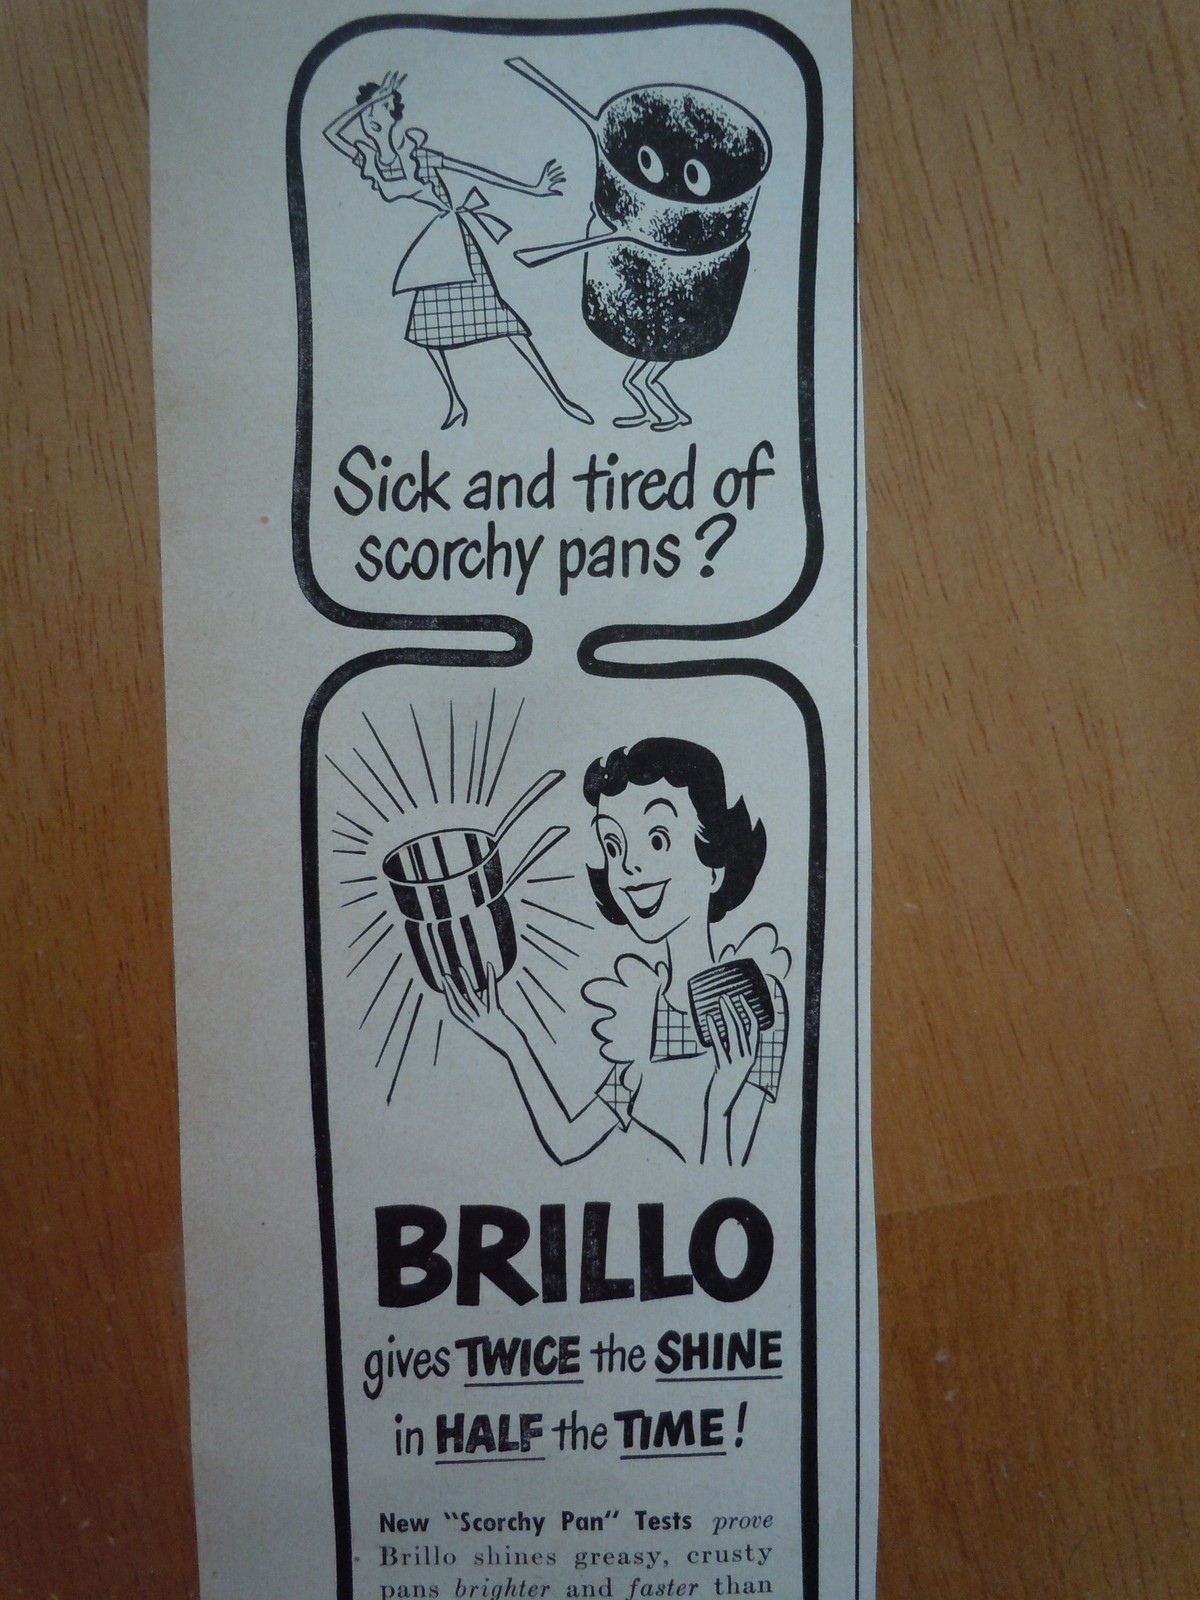 Sick and tired of
scorchy pans?
BRILLO
gives TWICE the SHINE
in HALF the TIME!
New "Scorchy Pan" Tests prove
Brillo shines greasy, crusty
pans brighter and faster than